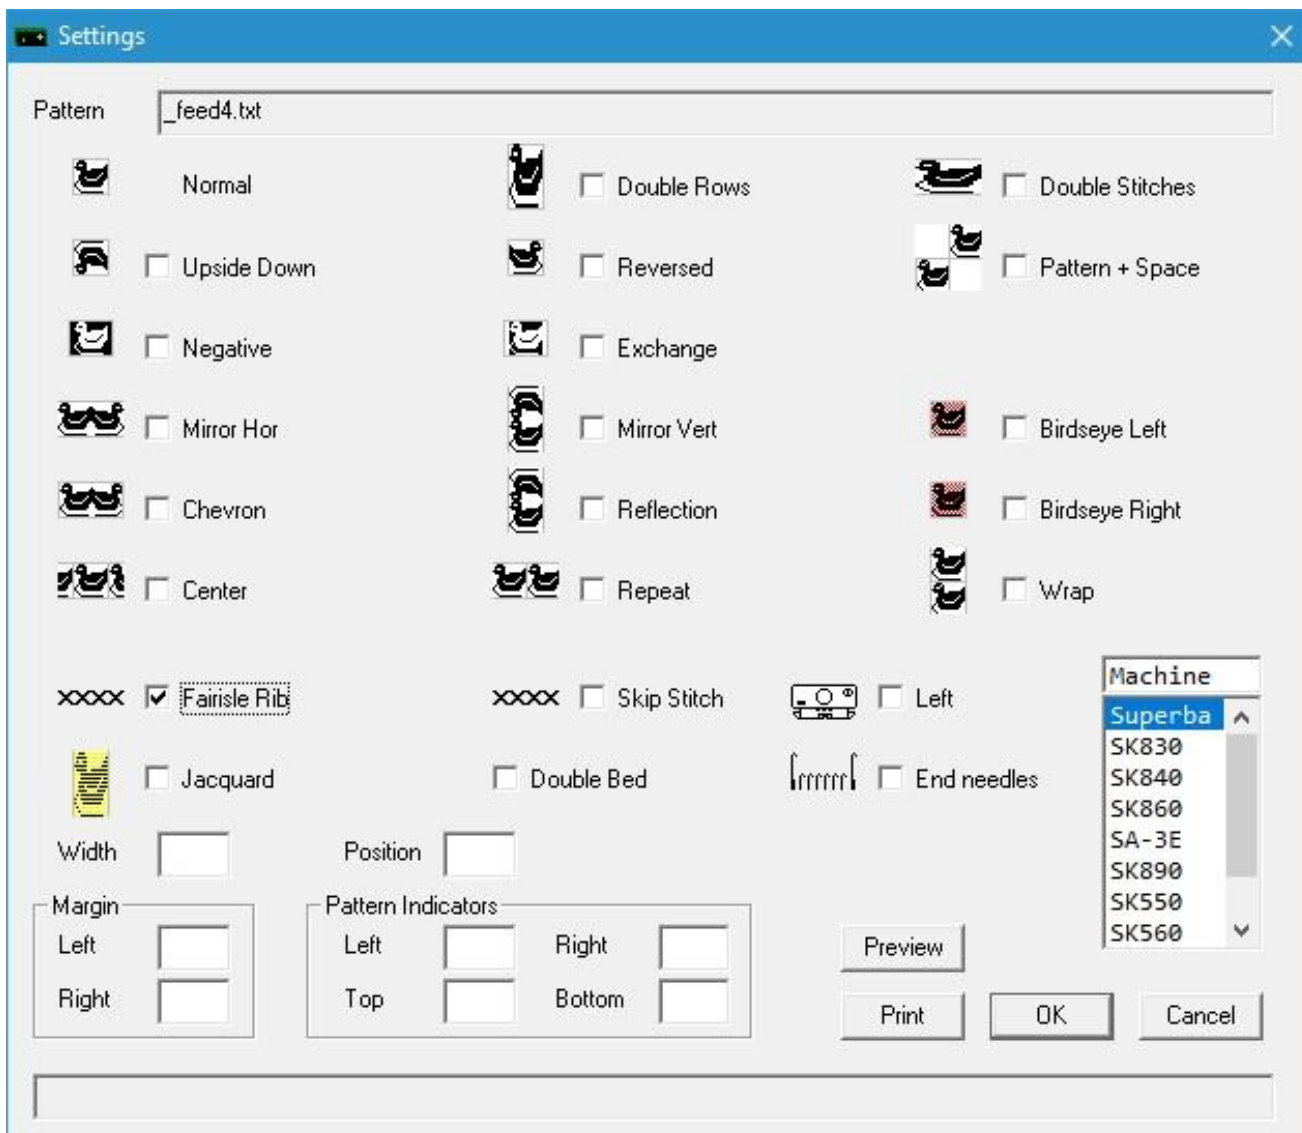 Settings
Pattern _feed4.txt
Normal Double Rows Double Stitches
Upside Down Reversed Pattern + Space
Negative Exchange
Mirror Hor Mirror Vert Birdseye Left
Chevron Reflection Birdseye Right
Center Repeat Wrap
Machine
Fairisle Rib Skip Stitch Left
Superba
SK830
Jacquard Double Bed End needles
SK840
SK860
SA-3E
SK890
SK550
SK560
Width Position
Margin Pattern Indicators
Left Left Right Preview
Right Top Bottom Print OK Cancel